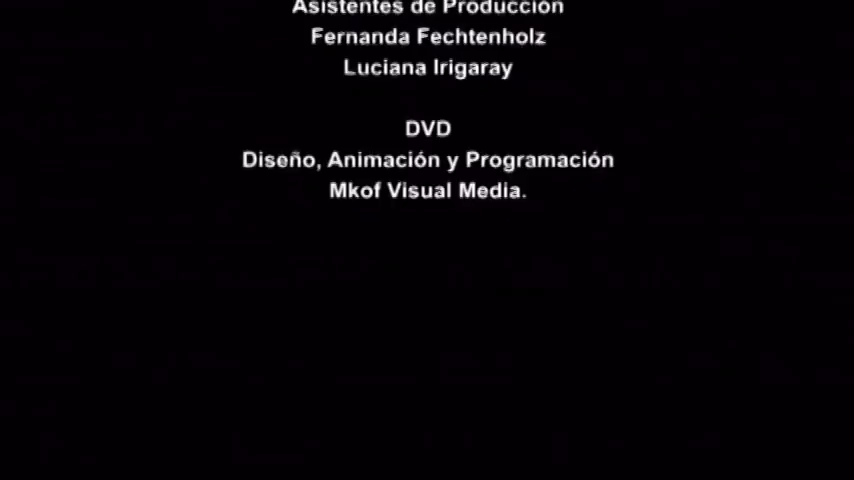 Asistentes de Producción
Fernanda Fechtenholz
Luciana Irigaray
DVD
Diseño, Animación y Programación
Mkof Visual Media.